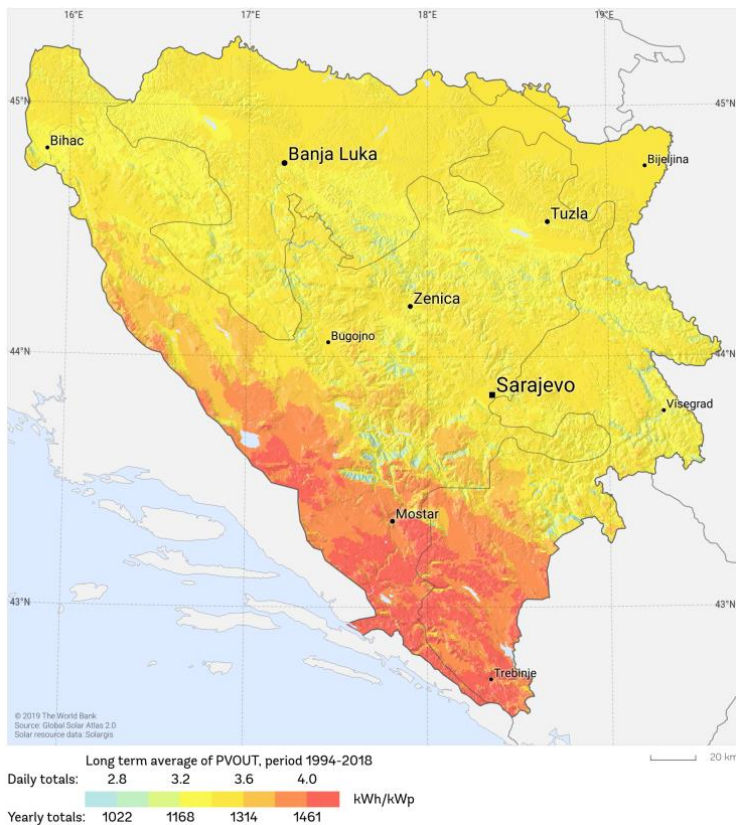 16°E 17°E 18°E 19°E
45°N 45°N
Bihac
Banja Luka
Bijeljina
Tuzla
Zenica
Bugojno
44°N 44°N
Sarajevo
Visegrad
Mostar
43°N 43°N
Trebinje
© 2019 The World Bank
Source: Global Solar Atlas 2.0
Solar resource data: Solargis
Long term average of PVOUT, period 1994-2018
20 km
Daily totals: 2.8 3.2 3.6 4.0
kWh/kWp
Yearly totals: 1022 1168 1314 1461